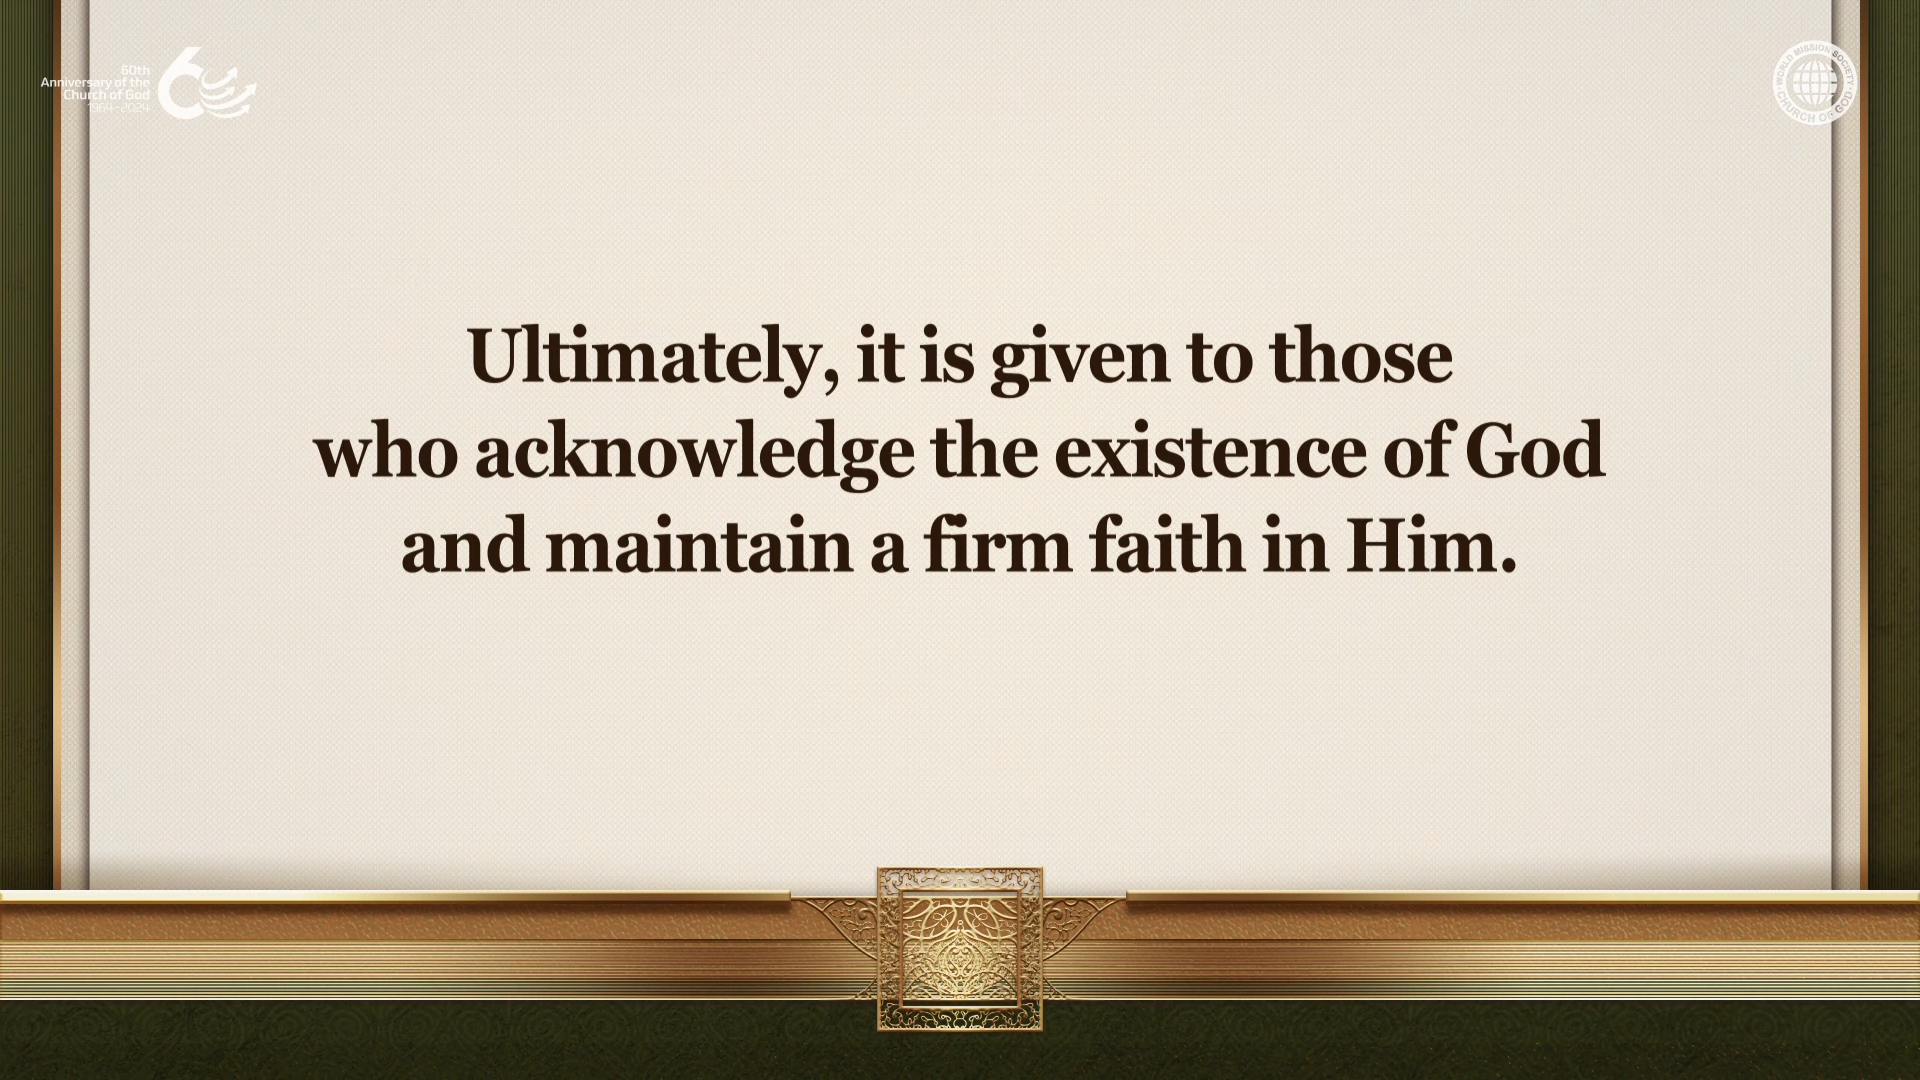 60th
Anniversary of the
Church of God
1964-2024
WORLD MISSION SOCIETY
CHURCH OF GOD
Ultimately, it is given to those
who acknowledge the existence of God
and maintain a firm faith in Him.